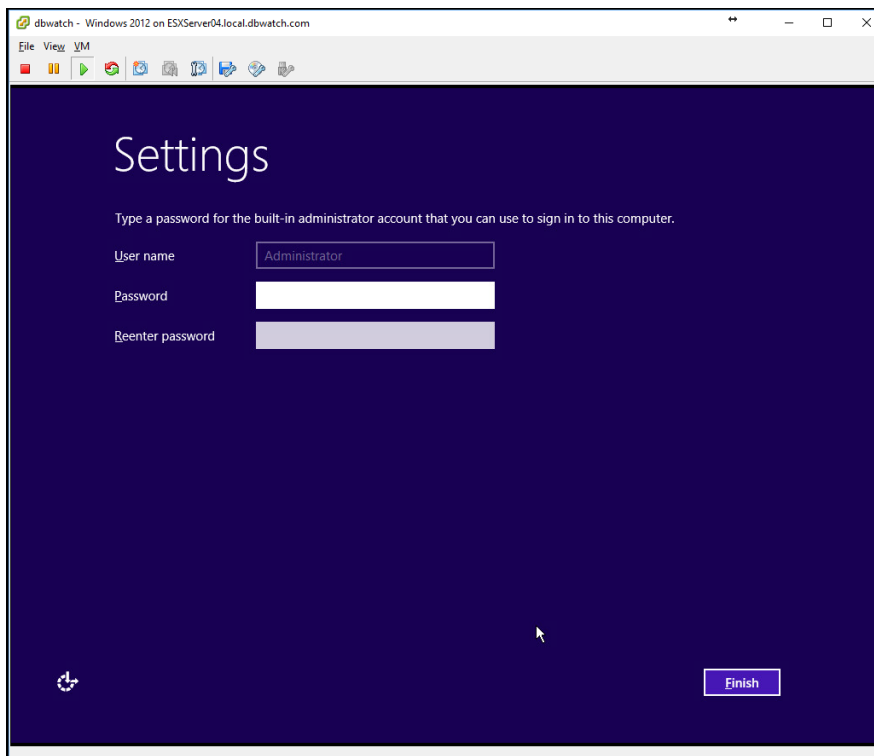 dbwatch - Windows 2012 on ESXServer04.local.dbwatch.com
File View VM
Settings
Type a password for the built-in administrator account that you can use to sign in to this computer.
User name Administrator
Password
Reenter password
Finish